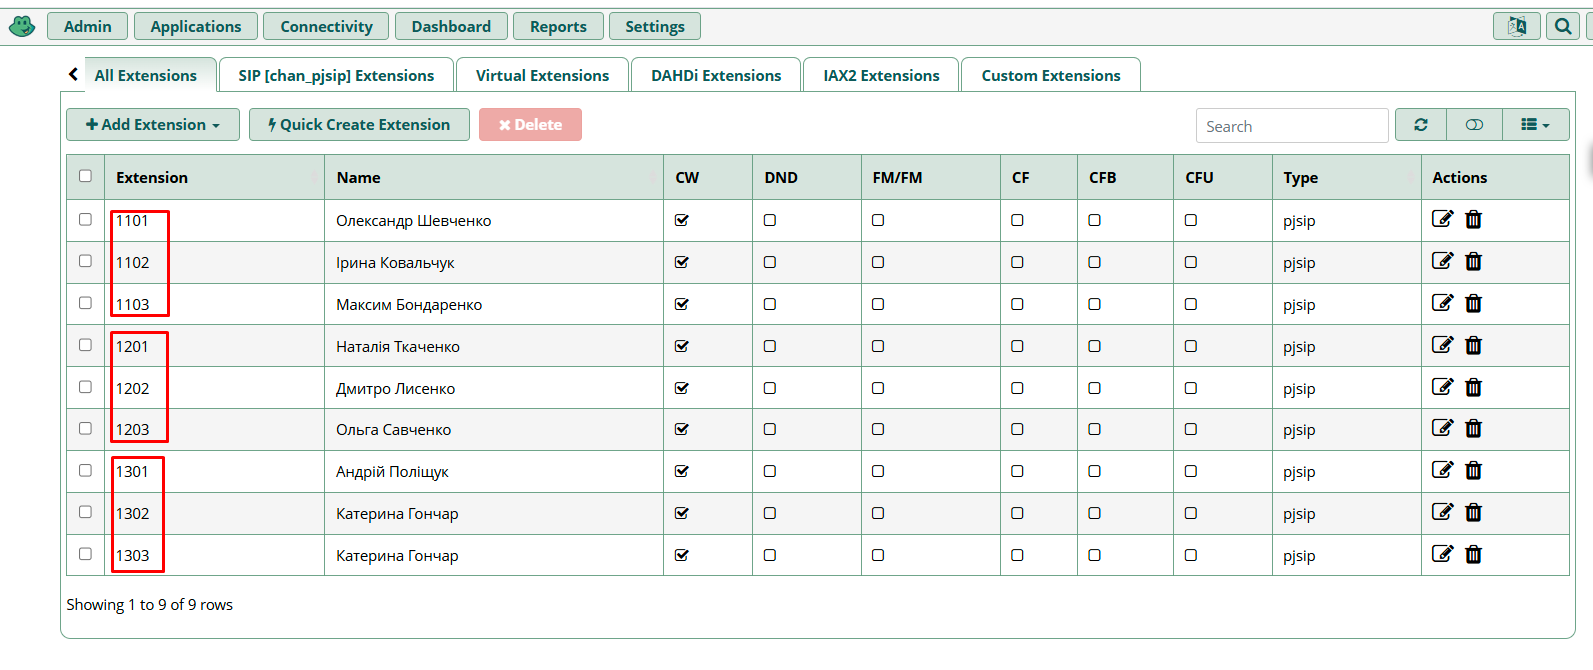 Admin Applications Connectivity Dashboard Reports Settings
All Extensions SIP [chan_pjsip] Extensions Virtual Extensions DAHDi Extensions IAX2 Extensions Custom Extensions
Add Extension Quick Create Extension Delete Search
Extension Name CW DND FM/FM CF CFB CFU Type Actions
1101 Олександр Шевченко pjsip
1102 Ірина Ковальчук pjsip
1103 Максим Бондаренко pjsip
1201 Наталія Ткаченко pjsip
1202 Дмитро Лисенко pjsip
1203 Ольга Савченко pjsip
1301 Андрій Поліщук pjsip
1302 Катерина Гончар pjsip
1303 Катерина Гончар pjsip
Showing 1 to 9 of 9 rows